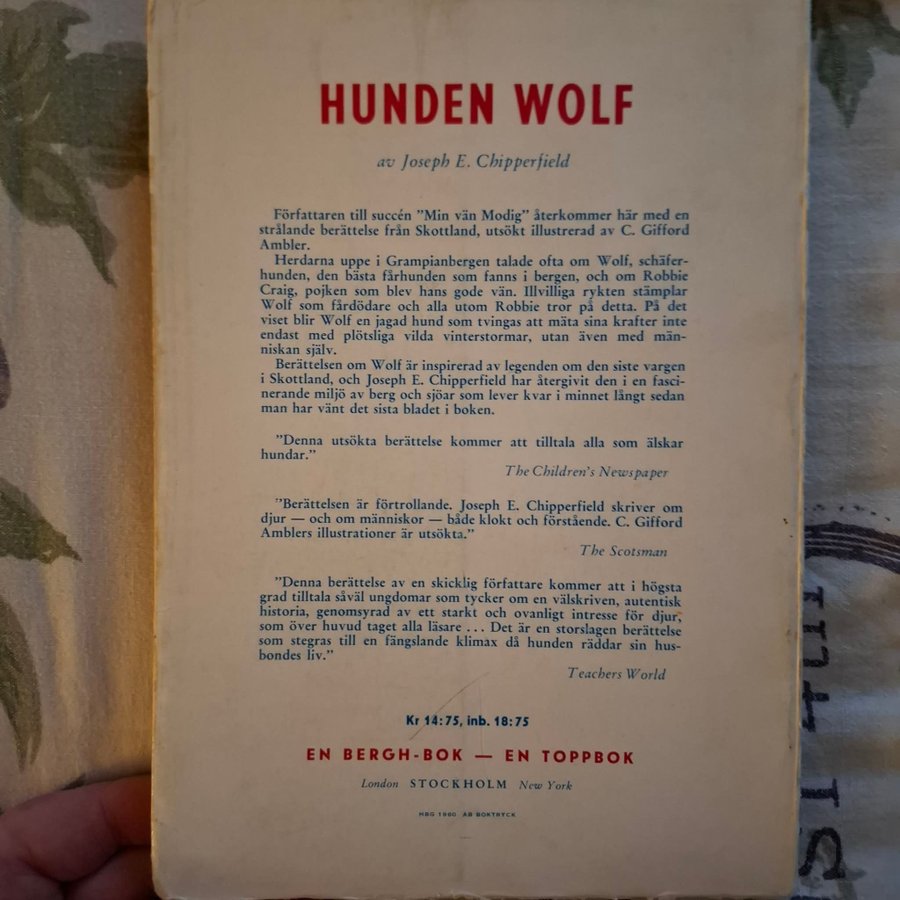 HUNDEN WOLF
av Joseph E. Chipperfield
Författaren till succén ”Min vän Modig” återkommer här med en
strålande berättelse från Skottland, utsökt illustrerad av C. Gifford
Ambler.
Herdarna uppe i Grampianbergen talade ofta om Wolf, schäfer-
hunden, den bästa fårhunden som fanns i bergen, och om Robbie
Craig, pojken som blev hans gode vän. Illvilliga rykten stämplar
Wolf som fårdödare och alla utom Robbie tror på detta. På det
viset blir Wolf en jagad hund som tvingas att mäta sina krafter inte
endast med plötsliga vilda vinterstormar, utan även med män-
niskan själv.
Berättelsen om Wolf är inspirerad av legenden om den siste vargen
i Skottland, och Joseph E. Chipperfield har återgivit den i en fasci-
nerande miljö av berg och sjöar som lever kvar i minnet långt sedan
man har vänt det sista bladet i boken.
”Denna utsökta berättelse kommer att tilltala alla som älskar
hundar.”
The Children's Newspaper
”Berättelsen är förtrollande. Joseph E. Chipperfield skriver om
djur — och om människor — både klokt och förstående. C. Gifford
Amblers illustrationer är utsökta.”
The Scotsman
”Denna berättelse av en skicklig författare kommer att i högsta
grad tilltala såväl ungdomar som tycker om en välskriven, autentisk
historia, genomsyrad av ett starkt och ovanligt intresse för djur,
som över huvud taget alla läsare ... Det är en storslagen berättelse
som stegras till en fängslande klimax då hunden räddar sin hus-
bondes liv.”
Teachers World
Kr 14:75, inb. 18:75
EN BERGH-BOK — EN TOPPBOK
London STOCKHOLM New York
HBG 1960 AB BOKTRYCK